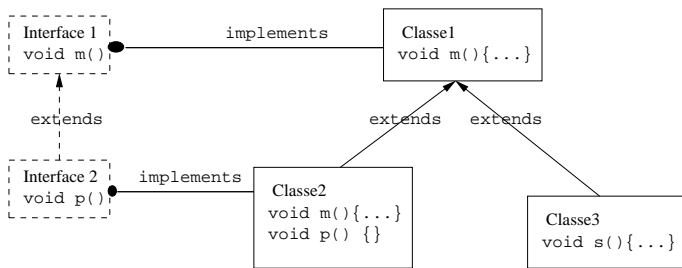 Interface 1
void m()
implements
Classe1
void m(){...}
extends
extends
extends
Interface 2
void p()
implements
Classe2
void m(){...}
void p() {}
Classe3
void s(){...}